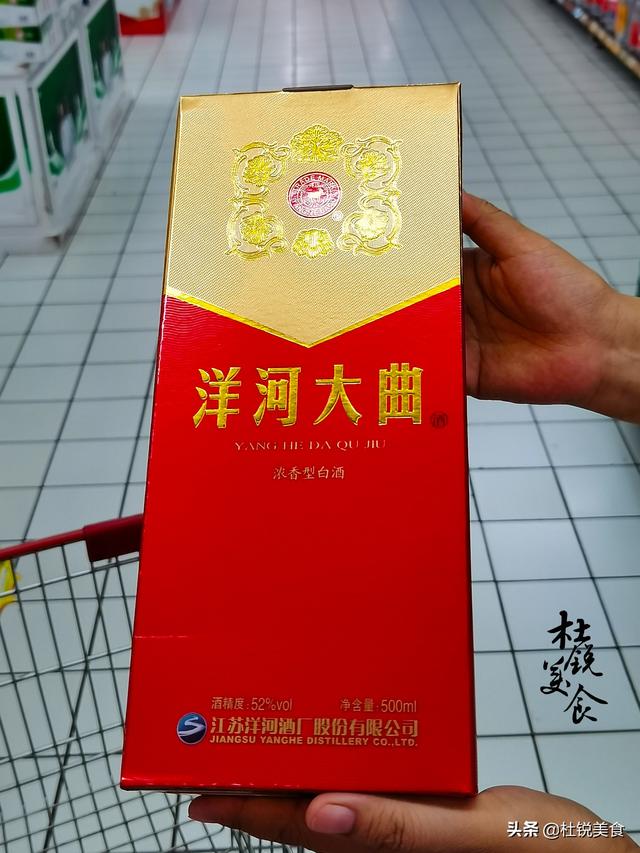 洋河大曲
酒
YANG HE DA QU JIU
浓香型白酒
酒精度:52%vol
净含量:500ml
江苏洋河酒厂股份有限公司
JIANGSU YANGHE DISTILLERY CO.,LTD.
杜锐
美食
头条 @杜锐美食